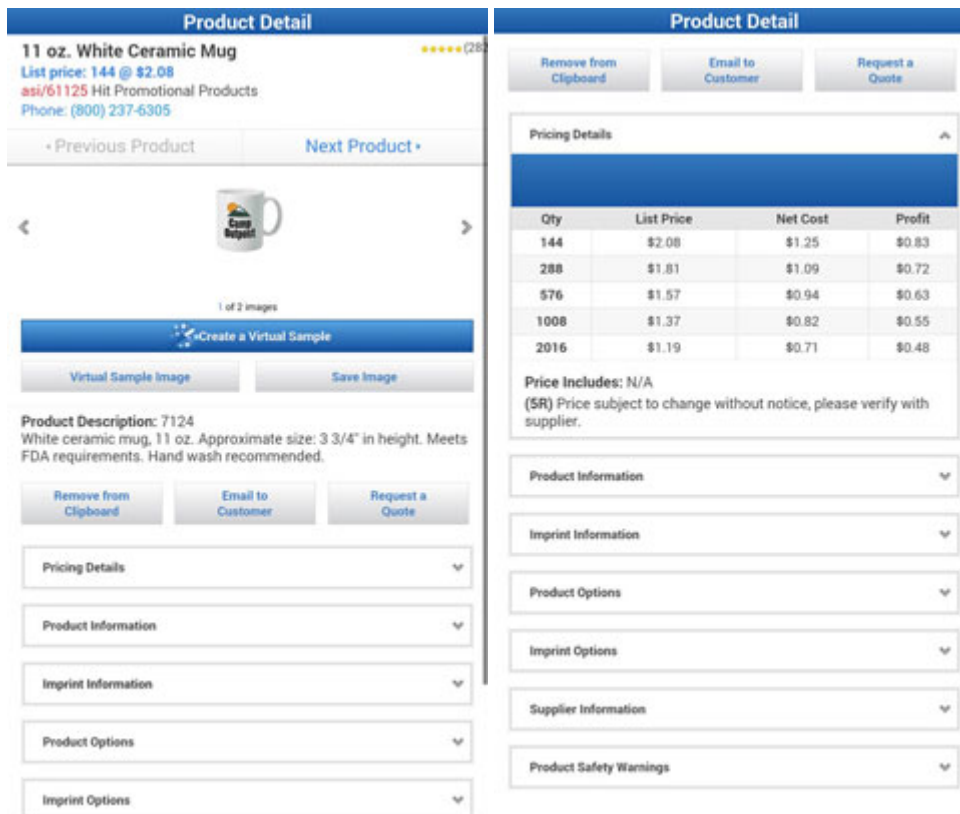 Product Detail
11 oz. White Ceramic Mug
(282
List price: 144 @ $2.08
asi/61125 Hit Promotional Products
Phone: (800) 237-6305
Previous Product
Next Product
Camp
Outpost
1 of 2 images
Create a Virtual Sample
Virtual Sample Image
Save Image
Product Description: 7124
White ceramic mug, 11 oz. Approximate size: 3 3/4" in height. Meets
FDA requirements. Hand wash recommended.
Remove from
Clipboard
Email to
Customer
Request a
Quote
Pricing Details
Product Information
Imprint Information
Product Options
Imprint Options
Product Detail
Remove from
Clipboard
Email to
Customer
Request a
Quote
Pricing Details
Qty List Price Net Cost Profit
144 $2.08 $1.25 $0.83
288 $1.81 $1.09 $0.72
576 $1.57 $0.94 $0.63
1008 $1.37 $0.82 $0.55
2016 $1.19 $0.71 $0.48
Price Includes: N/A
(5R) Price subject to change without notice, please verify with
supplier.
Product Information
Imprint Information
Product Options
Imprint Options
Supplier Information
Product Safety Warnings